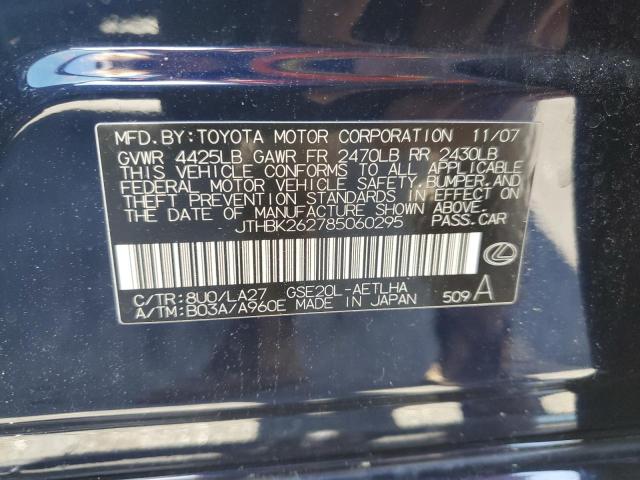 MFD.BY:TOYOTA MOTOR CORPORATION 11/07
GVWR 4425LB GAWR FR 2470LB RR 2430LB
THIS VEHICLE CONFORMS TO ALL APPLICABLE
FEDERAL MOTOR VEHICLE SAFETY, BUMPER, AND
THEFT PREVENTION STANDARDS IN EFFECT ON
THE DATE OF MANUFACTURE SHOWN ABOVE.
JTHBK262785060295 PASS.CAR
C/TR:8U0/LA27 GSE20L-AETLHA
A/TM:B03A/A960E MADE IN JAPAN 509A